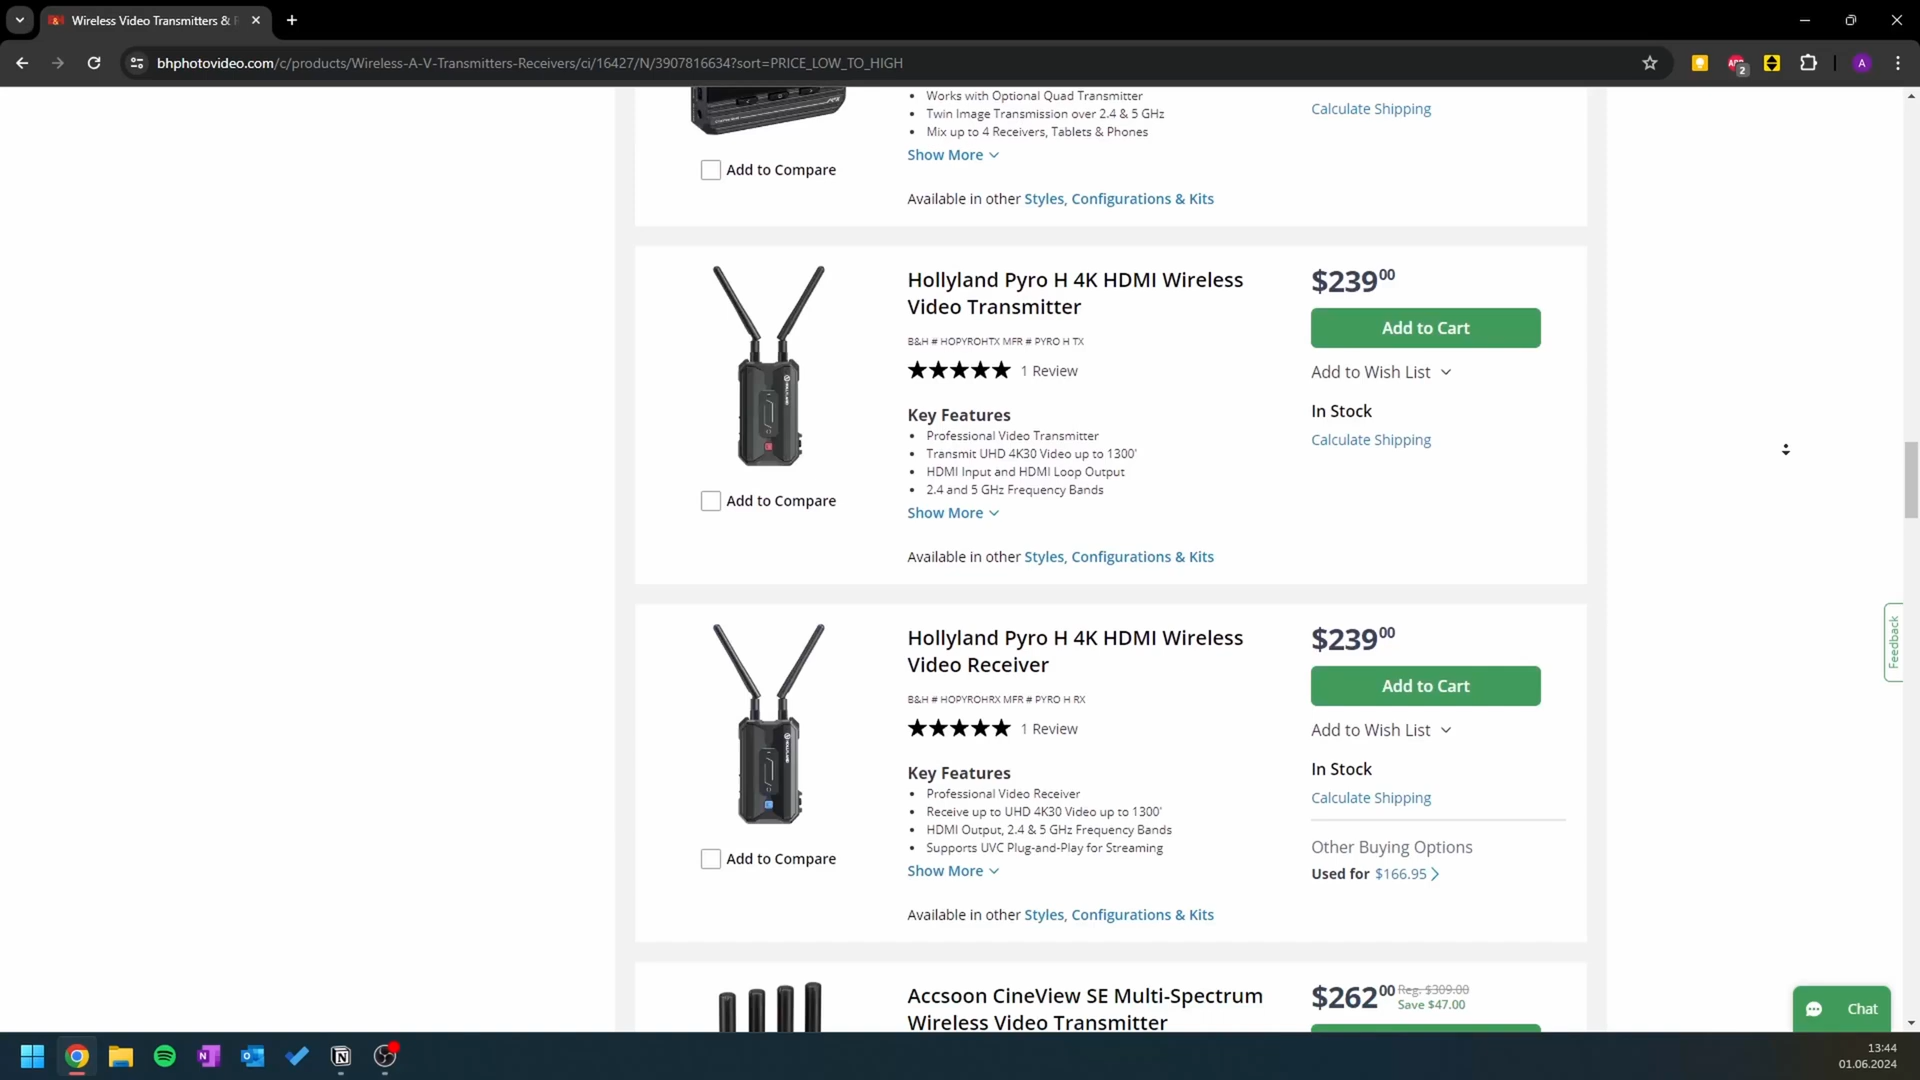 Wireless Video Transmitters &
bhphotovideo.com/c/products/Wireless-A-V-Transmitters-Receivers/ci/16427/N/3907816634?sort=PRICE_LOW_TO_HIGH
2
A
Works with Optional Quad Transmitter
Twin Image Transmission over 2.4 & 5 GHz
Mix up to 4 Receivers, Tablets & Phones
Show More
Calculate Shipping
Add to Compare
Available in other Styles, Configurations & Kits
Hollyland Pyro H 4K HDMI Wireless
Video Transmitter
B&H # HOPYROHTX MFR # PYRO H TX
1 Review
Key Features
Professional Video Transmitter
Transmit UHD 4K30 Video up to 1300'
HDMI Input and HDMI Loop Output
2.4 and 5 GHz Frequency Bands
Show More
Available in other Styles, Configurations & Kits
$239 00
Add to Cart
Add to Wish List
In Stock
Calculate Shipping
Add to Compare
Hollyland Pyro H 4K HDMI Wireless
Video Receiver
B&H # HOPYROHRX MFR # PYRO H RX
1 Review
Key Features
Professional Video Receiver
Receive up to UHD 4K30 Video up to 1300'
HDMI Output, 2.4 & 5 GHz Frequency Bands
Supports UVC Plug-and-Play for Streaming
Show More
Available in other Styles, Configurations & Kits
$239 00
Add to Cart
Add to Wish List
In Stock
Calculate Shipping
Other Buying Options
Used for $166.95
Add to Compare
Accsoon CineView SE Multi-Spectrum
Wireless Video Transmitter
$262 00 Reg. $309.00
Save $47.00
Feedback
Chat
13:44
01.06.2024